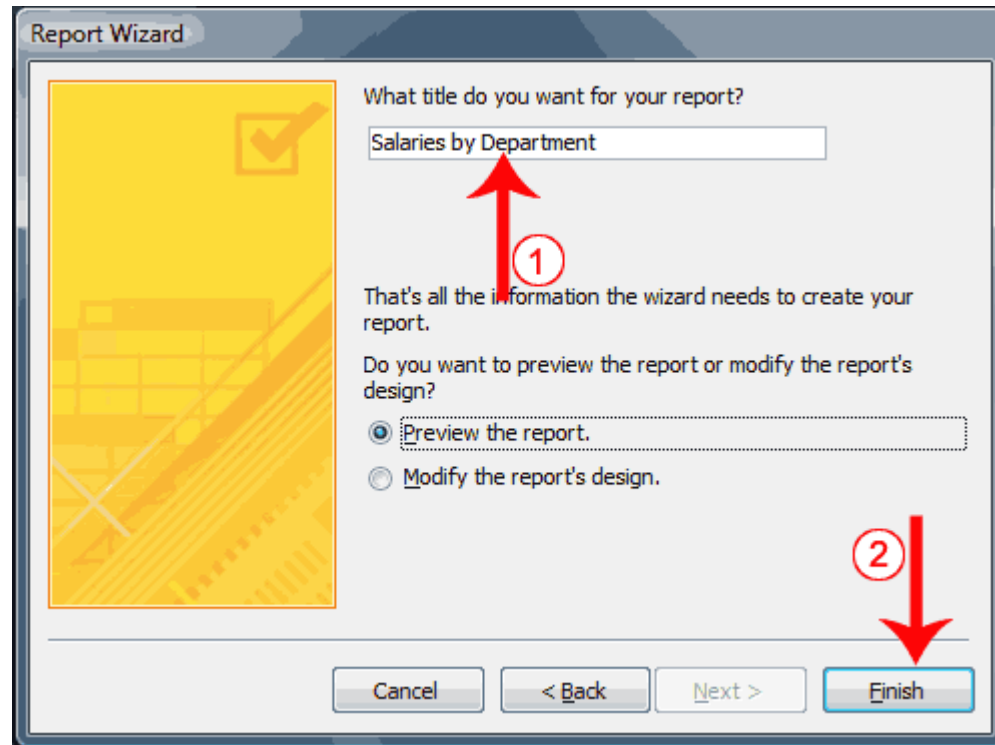 Report Wizard
What title do you want for your report?
Salaries by Department
1
That's all the information the wizard needs to create your
report.
Do you want to preview the report or modify the report's
design?
Preview the report.
Modify the report's design.
2
Cancel
< Back
Next >
Finish